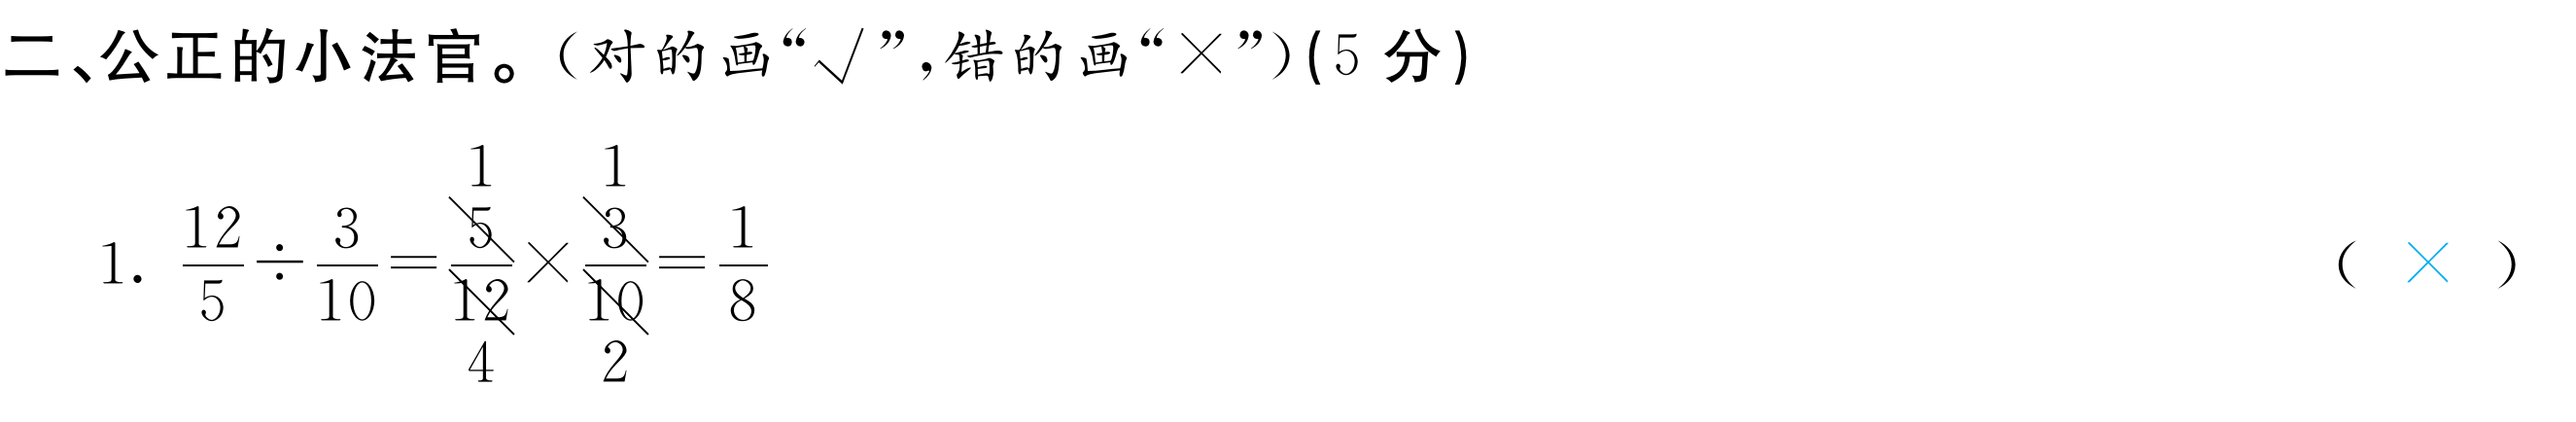 二、公正的小法官。(对的画“√”,错的画“×”)(5 分)
1. 12/5 ÷ 3/10 = 5/12 × 3/10 = 1/8 ( × )
1 1
4 2